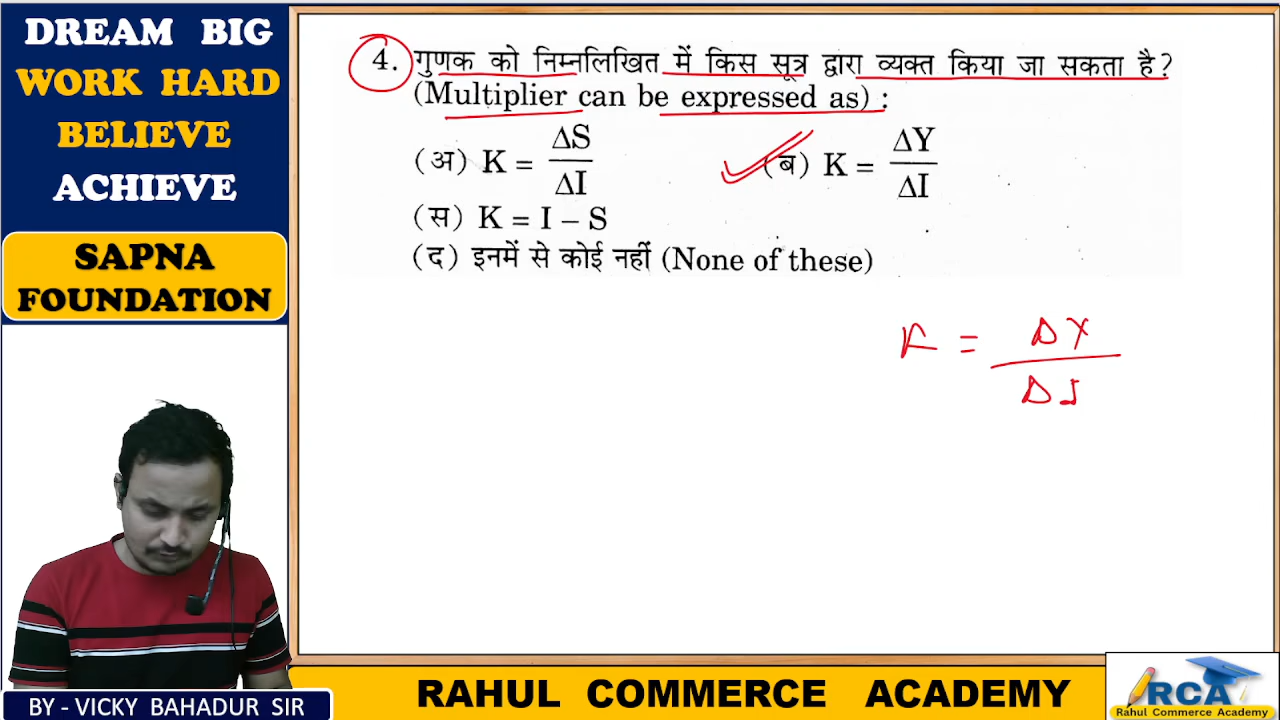 DREAM BIG
WORK HARD
BELIEVE
ACHIEVE
SAPNA
FOUNDATION
4. गुणक को निम्नलिखित में किस सूत्र द्वारा व्यक्त किया जा सकता है?
(Multiplier can be expressed as) :
(अ) K = ΔS/ΔI (ब) K = ΔY/ΔI
(स) K = I – S
(द) इनमें से कोई नहीं (None of these)
K = ΔY/ΔI
BY - VICKY BAHADUR SIR
RAHUL COMMERCE ACADEMY
RCA
Rahul Commerce Academy